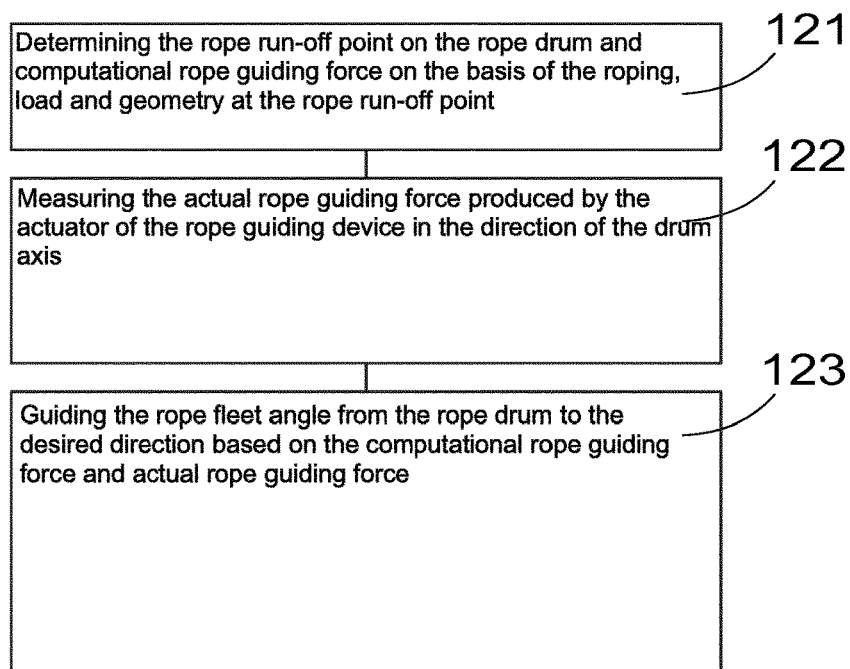 121
Determining the rope run-off point on the rope drum and
computational rope guiding force on the basis of the roping,
load and geometry at the rope run-off point
122
Measuring the actual rope guiding force produced by the
actuator of the rope guiding device in the direction of the drum
axis
123
Guiding the rope fleet angle from the rope drum to the
desired direction based on the computational rope guiding
force and actual rope guiding force